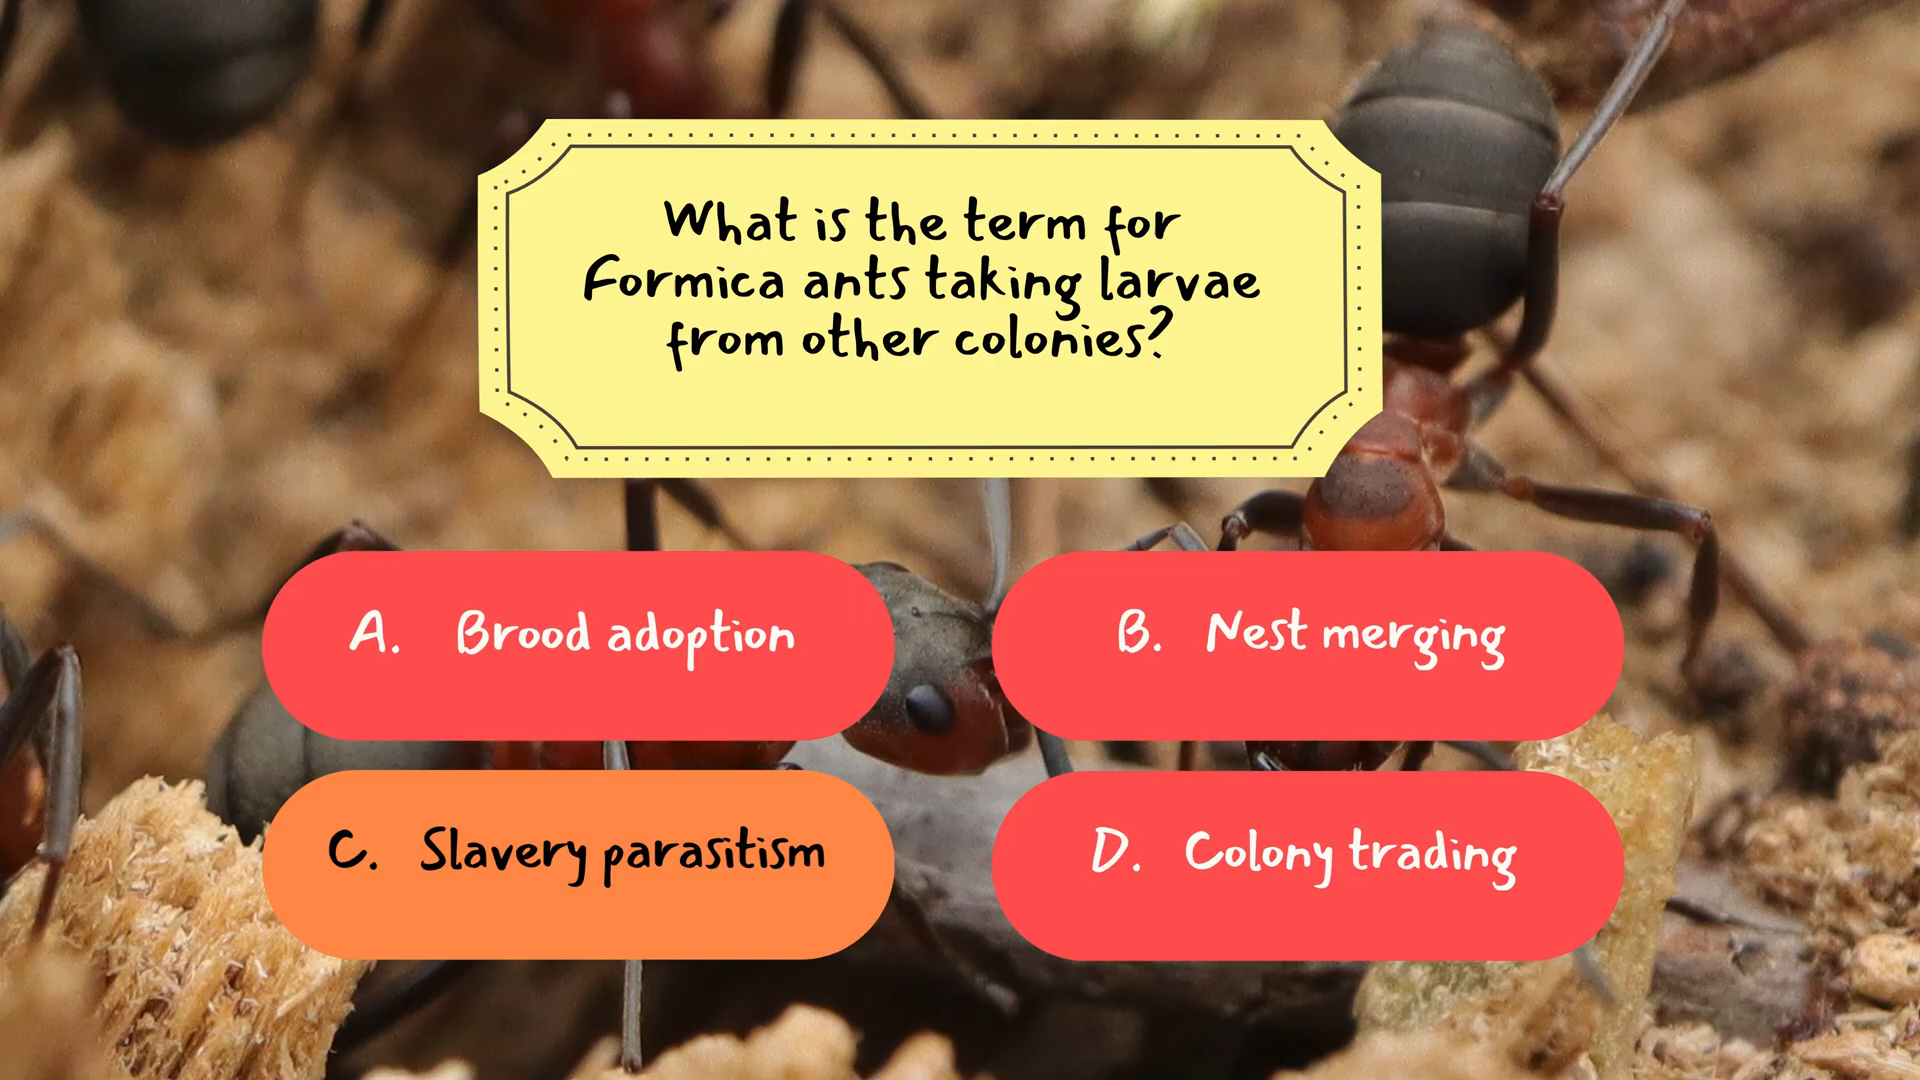 What is the term for
Formica ants taking larvae
from other colonies?
A. Brood adoption
B. Nest merging
C. Slavery parasitism
D. Colony trading